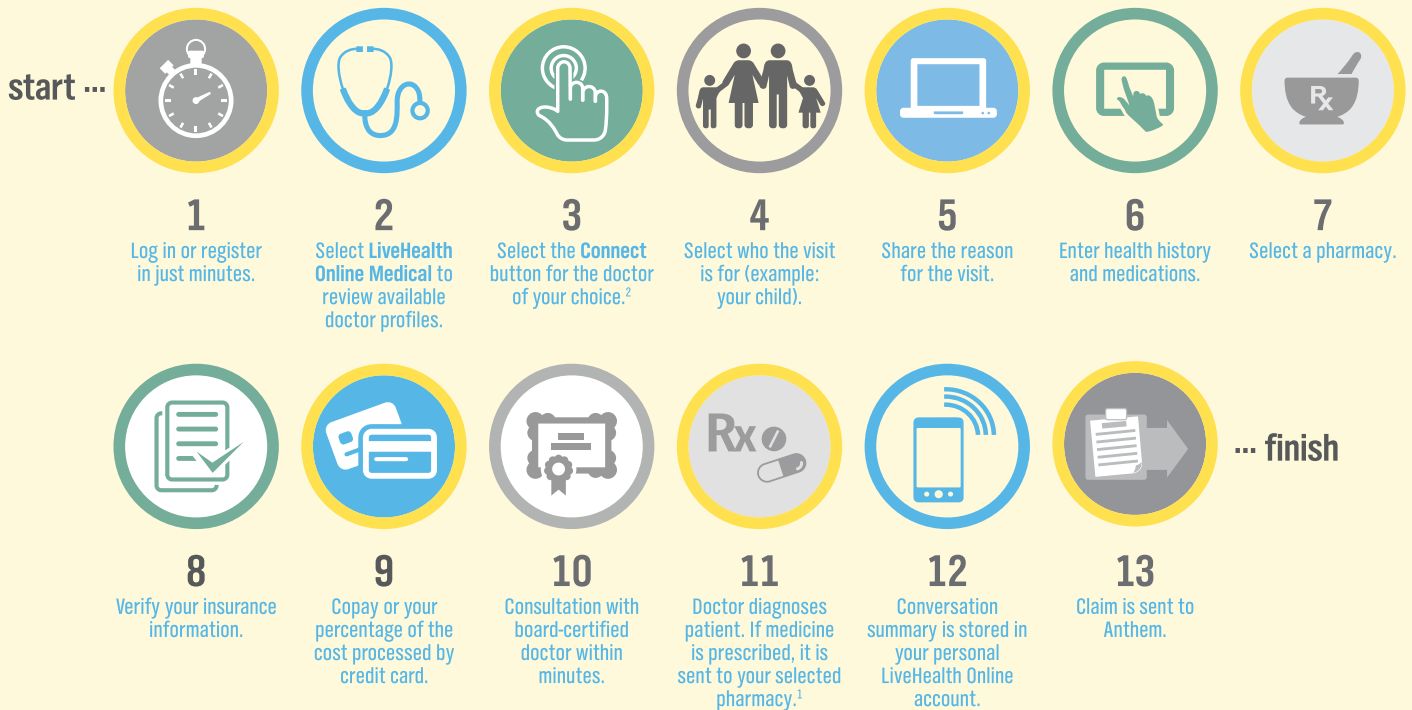 start ...
1
Log in or register
in just minutes.
2
Select LiveHealth
Online Medical to
review available
doctor profiles.
3
Select the Connect
button for the doctor
of your choice.²
4
Select who the visit
is for (example:
your child).
5
Share the reason
for the visit.
6
Enter health history
and medications.
Rx
7
Select a pharmacy.
8
Verify your insurance
information.
9
Copay or your
percentage of the
cost processed by
credit card.
10
Consultation with
board-certified
doctor within
minutes.
Rx
11
Doctor diagnoses
patient. If medicine
is prescribed, it is
sent to your selected
pharmacy.¹
12
Conversation
summary is stored in
your personal
LiveHealth Online
account.
13
Claim is sent to
Anthem.
... finish